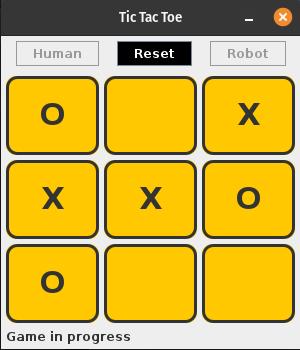 Tic Tac Toe
Human Reset Robot
O X
X X O
O
Game in progress